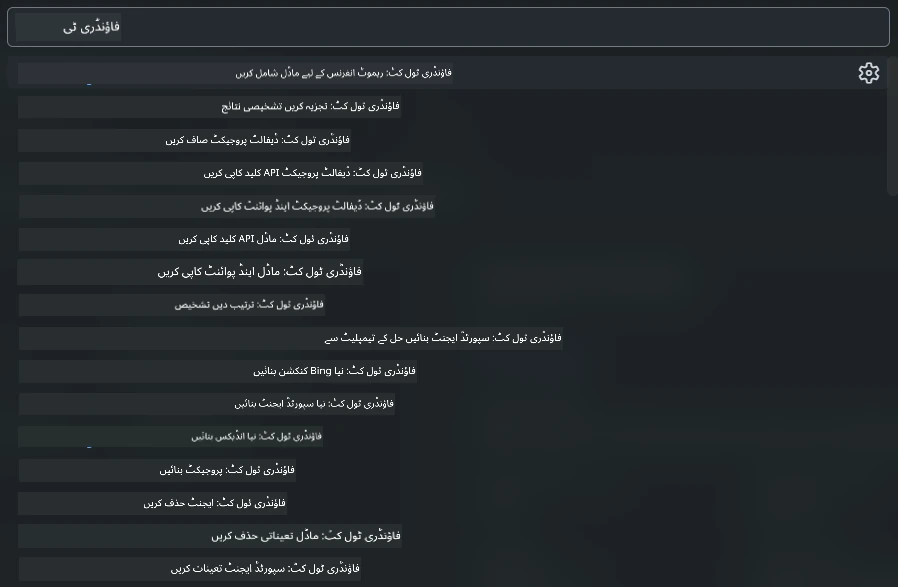 فاؤنڈری ٹی
فاؤنڈری ٹول کٹ: ریموٹ انفرنس کے لیے ماڈل شامل کریں
فاؤنڈری ٹول کٹ: تجزیہ کریں تشخیصی نتائج
فاؤنڈری ٹول کٹ: ڈیفالٹ پروجیکٹ صاف کریں
فاؤنڈری ٹول کٹ: ڈیفالٹ پروجیکٹ API کلید کاپی کریں
فاؤنڈری ٹول کٹ: ڈیفالٹ پروجیکٹ اینڈ پوائنٹ کاپی کریں
فاؤنڈری ٹول کٹ: ماڈل API کلید کاپی کریں
فاؤنڈری ٹول کٹ: ماڈل اینڈ پوائنٹ کاپی کریں
فاؤنڈری ٹول کٹ: ترتیب دیں تشخیص
فاؤنڈری ٹول کٹ: سپورٹڈ ایجنٹ بنائیں حل کے ٹیمپلیٹ سے
فاؤنڈری ٹول کٹ: نیا Bing کنکشن بنائیں
فاؤنڈری ٹول کٹ: نیا سپورٹڈ ایجنٹ بنائیں
فاؤنڈری ٹول کٹ: نیا انڈیکس بنائیں
فاؤنڈری ٹول کٹ: پروجیکٹ بنائیں
فاؤنڈری ٹول کٹ: ایجنٹ حذف کریں
فاؤنڈری ٹول کٹ: ماڈل تعیناتی حذف کریں
فاؤنڈری ٹول کٹ: سپورٹڈ ایجنٹ تعینات کریں